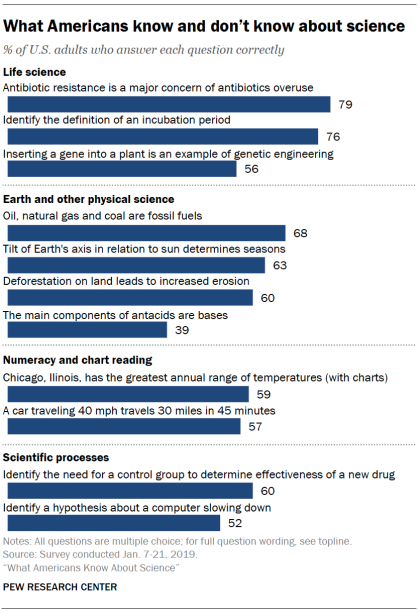 What Americans know and don't know about science
% of U.S. adults who answer each question correctly
Life science
Antibiotic resistance is a major concern of antibiotics overuse
79
Identify the definition of an incubation period
76
Inserting a gene into a plant is an example of genetic engineering
56
Earth and other physical science
Oil, natural gas and coal are fossil fuels
68
Tilt of Earth's axis in relation to sun determines seasons
63
Deforestation on land leads to increased erosion
60
The main components of antacids are bases
39
Numeracy and chart reading
Chicago, Ilinois, has the greatest annual range of temperatures (with charts)
59
A car traveling 40 mph travels 30 miles in 45 minutes
57
Scientific processes
Identify the need for a control group to determine effectiveness of a new drug
60
Identify a hypothesis about a computer slowing down
52
Notes: All questions are multiple choice; for full question wording, see topline.
Source: Survey conducted Jan. 7-21, 2019.
"What Americans Know About Science"
PEW RESEARCH CENTER